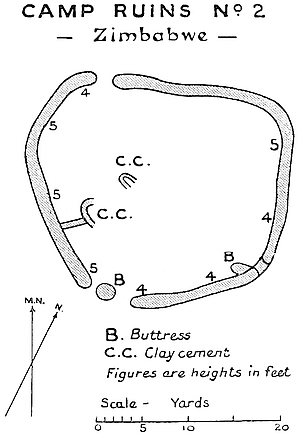 CAMP RUINS Nº 2
— Zimbabwe —
4
5
5
C.C.
5
C.C.
4
B
5
B
4
4
M.N.
N.
B. Buttress
C.C. Clay cement
Figures are heights in feet
Scale - Yards
0 5 10 20